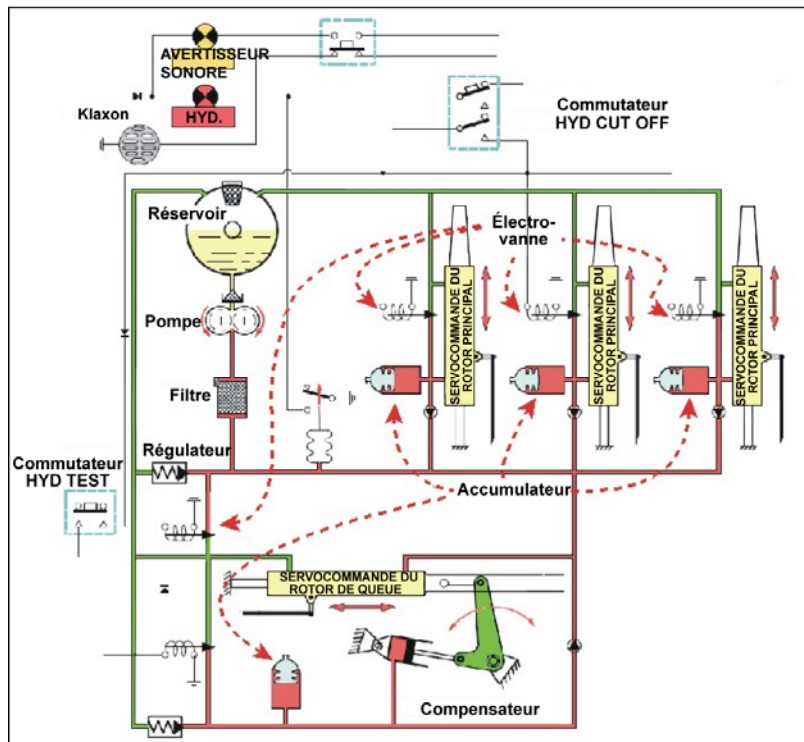 AVERTISSEUR
SONORE
Klaxon
HYD.
Commutateur
HYD CUT OFF
Réservoir
Électro-
vanne
Pompe
SERVOCOMMANDE DU
ROTOR PRINCIPAL
SERVOCOMMANDE DU
ROTOR PRINCIPAL
SERVOCOMMANDE DU
ROTOR PRINCIPAL
Filtre
Régulateur
Commutateur
HYD TEST
Accumulateur
SERVOCOMMANDE DU
ROTOR DE QUEUE
Compensateur